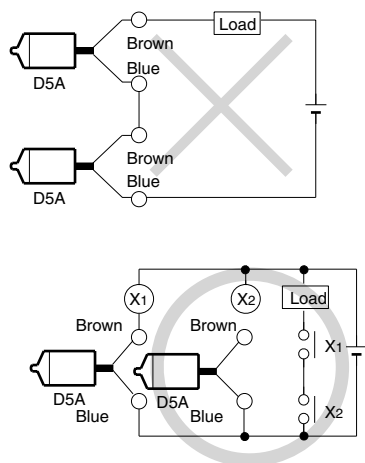 Load
Brown
Blue
D5A
Brown
Blue
D5A
X1
X2
Load
Brown
Brown
X1
D5A
D5A
Blue
Blue
X2